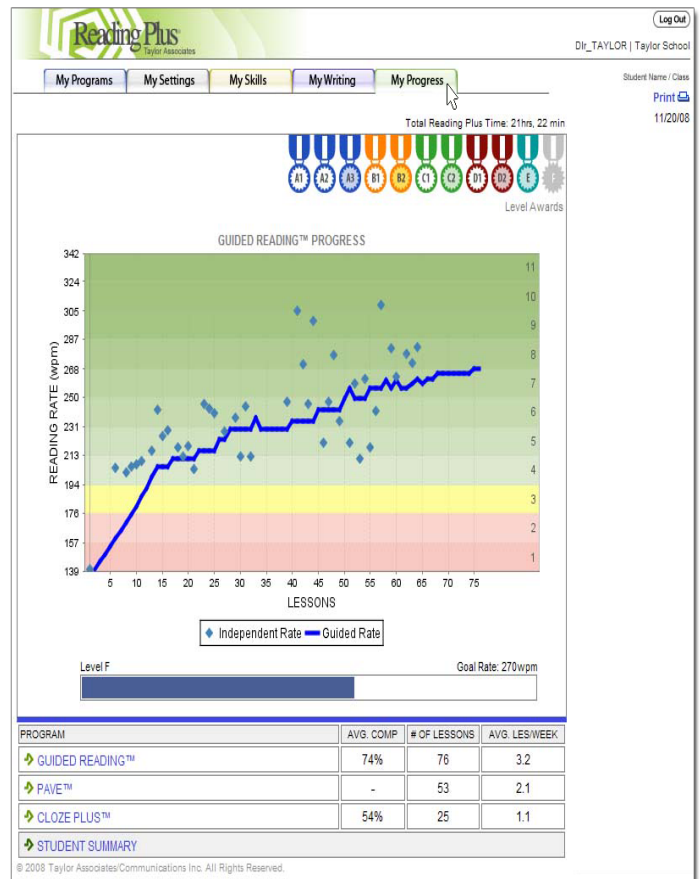 Log Out
Reading Plus®
Taylor Associates
DIr_TAYLOR | Taylor School
My Programs My Settings My Skills My Writing My Progress
Student Name / Class
Print
Total Reading Plus Time: 21hrs, 22 min
11/20/08
A1 A2 A3 B1 B2 C1 C2 D1 D2 E F
Level Awards
GUIDED READING™ PROGRESS
342
324 11
305 10
287 9
268 8
250 7
231 6
213 5
194 4
176 3
157 2
139 1
READING RATE (wpm)
5 10 15 20 25 30 35 40 45 50 55 60 65 70 75
LESSONS
Independent Rate Guided Rate
Level F Goal Rate: 270wpm
PROGRAM AVG. COMP # OF LESSONS AVG. LES/WEEK
GUIDED READING™ 74% 76 3.2
PAVE™ - 53 2.1
CLOZE PLUS™ 54% 25 1.1
STUDENT SUMMARY
© 2008 Taylor Associates/Communications Inc. All Rights Reserved.